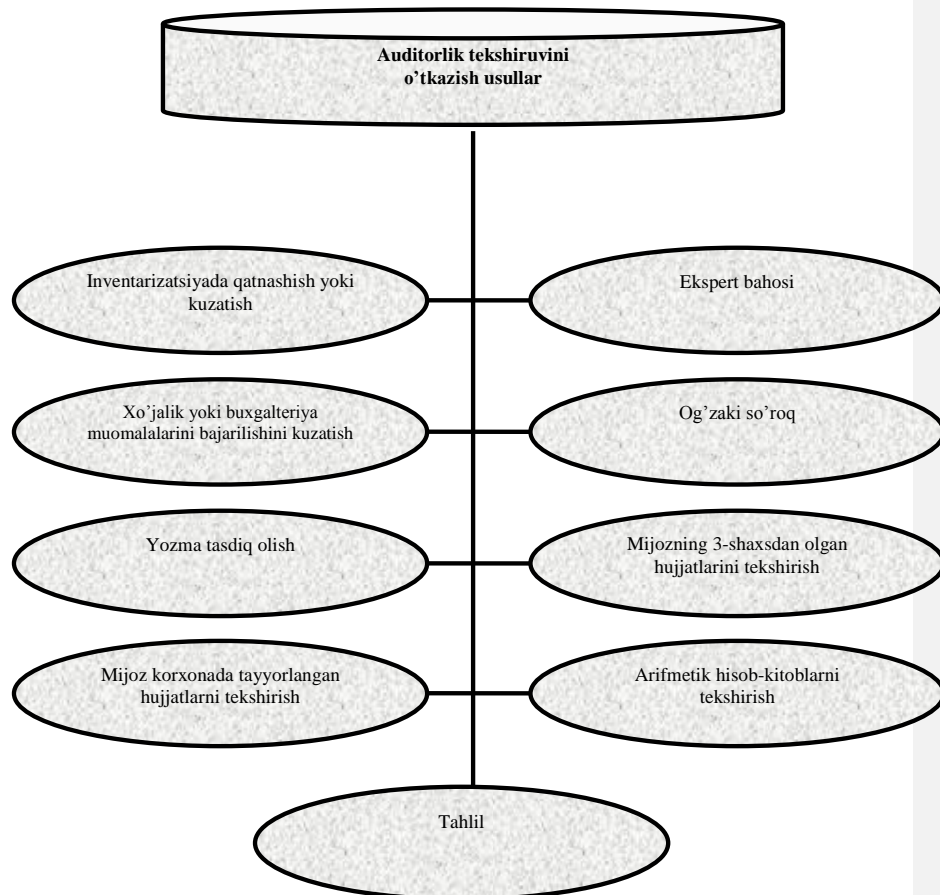 Auditorlik tekshiruvini
o’tkazish usullar
Inventarizatsiyada qatnashish yoki
kuzatish
Ekspert bahosi
Xo’jalik yoki buxgalteriya
muomalalarini bajarilishini kuzatish
Og’zaki so’roq
Yozma tasdiq olish
Mijozning 3-shaxsdan olgan
hujjatlarini tekshirish
Mijoz korxonada tayyorlangan
hujjatlarni tekshirish
Arifmetik hisob-kitoblarni
tekshirish
Tahlil